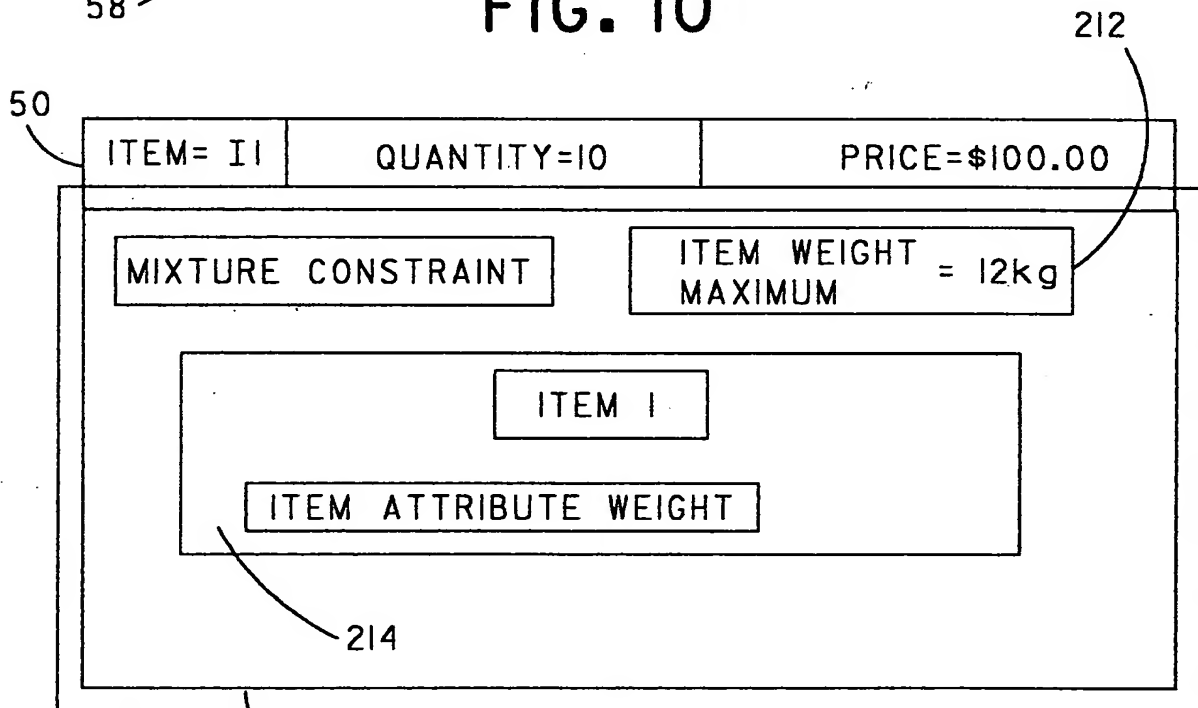 58
FIG. 10
212
50
ITEM= I1 QUANTITY=10 PRICE=$100.00
MIXTURE CONSTRAINT
ITEM WEIGHT
MAXIMUM = 12kg
ITEM 1
ITEM ATTRIBUTE WEIGHT
214